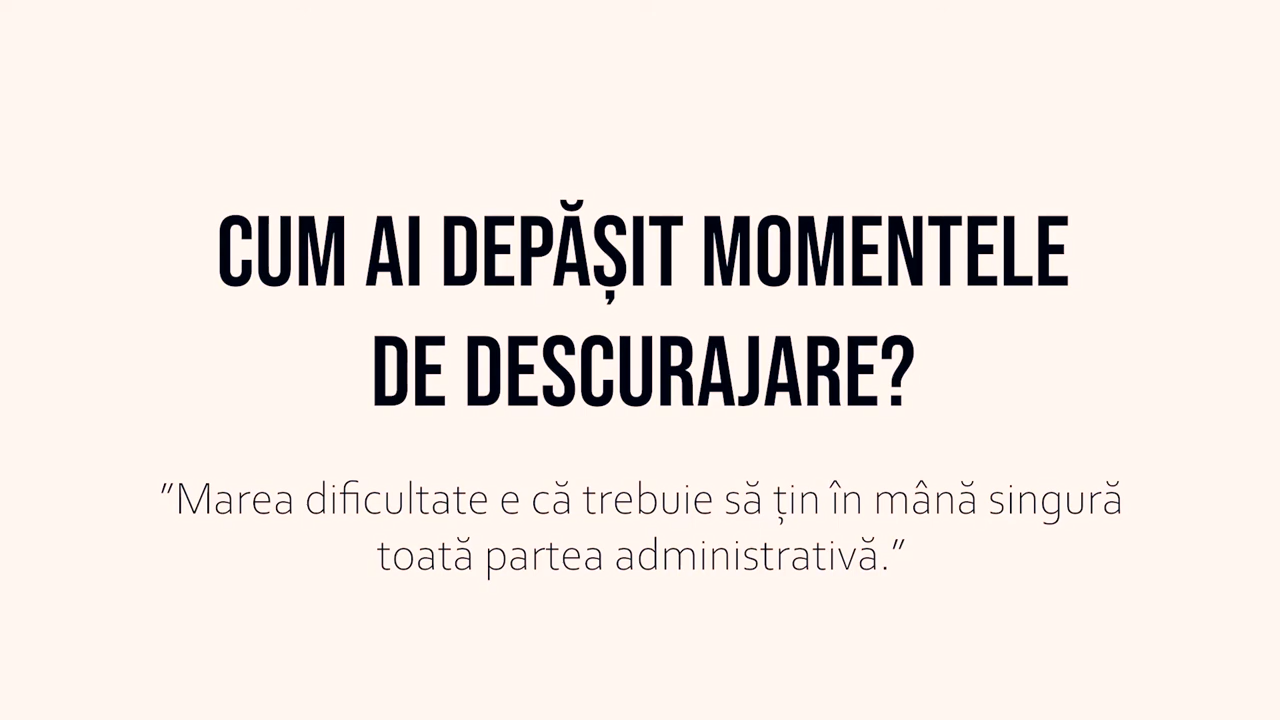 CUM AI DEPĂȘIT MOMENTELE
DE DESCURAJARE?
"Marea dificultate e că trebuie să țin în mână singură
toată partea administrativă."